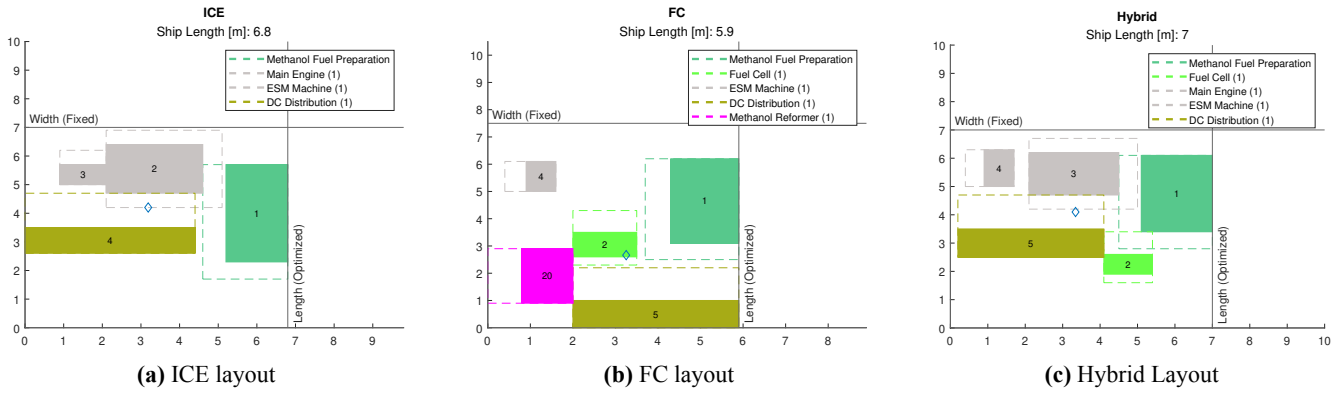 ICE
Ship Length [m]: 6.8
10
9
8
7
6
5
4
3
2
1
0
Methanol Fuel Preparation
Main Engine (1)
ESM Machine (1)
DC Distribution (1)
Width (Fixed)
3
2
1
4
Length (Optimized)
0 1 2 3 4 5 6 7 8 9
(a) ICE layout
FC
Ship Length [m]: 5.9
10
9
8
7
6
5
4
3
2
1
0
Methanol Fuel Preparation
Fuel Cell (1)
ESM Machine (1)
DC Distribution (1)
Methanol Reformer (1)
Width (Fixed)
4
1
2
20
5
Length (Optimized)
0 1 2 3 4 5 6 7 8
(b) FC layout
Hybrid
Ship Length [m]: 7
10
9
8
7
6
5
4
3
2
1
0
Methanol Fuel Preparation
Fuel Cell (1)
Main Engine (1)
ESM Machine (1)
DC Distribution (1)
Width (Fixed)
4
3
1
5
2
Length (Optimized)
0 1 2 3 4 5 6 7 8 9 10
(c) Hybrid Layout